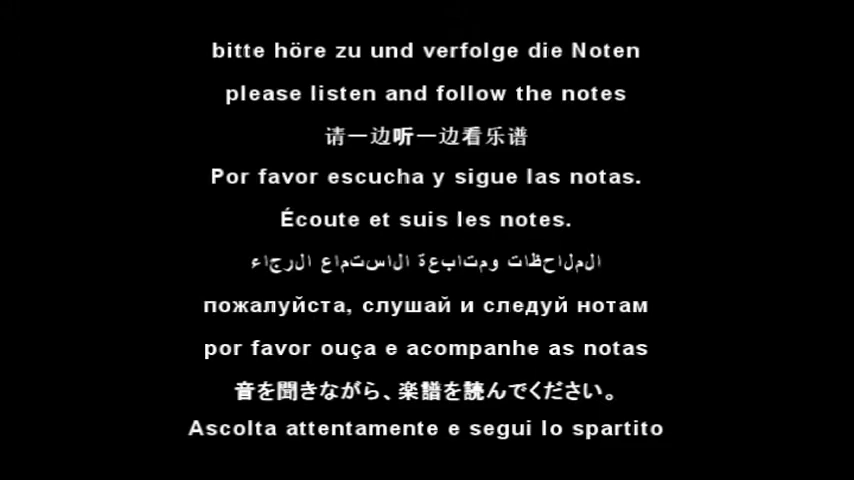 bitte höre zu und verfolge die Noten
please listen and follow the notes
请一边听一边看乐谱
Por favor escucha y sigue las notas.
Écoute et suis les notes.
الملاحظات ومتابعة الاستماع الرجاء
пожалуйста, слушай и следуй нотам
por favor ouça e acompanhe as notas
音を聞きながら、楽譜を読んでください。
Ascolta attentamente e segui lo spartito